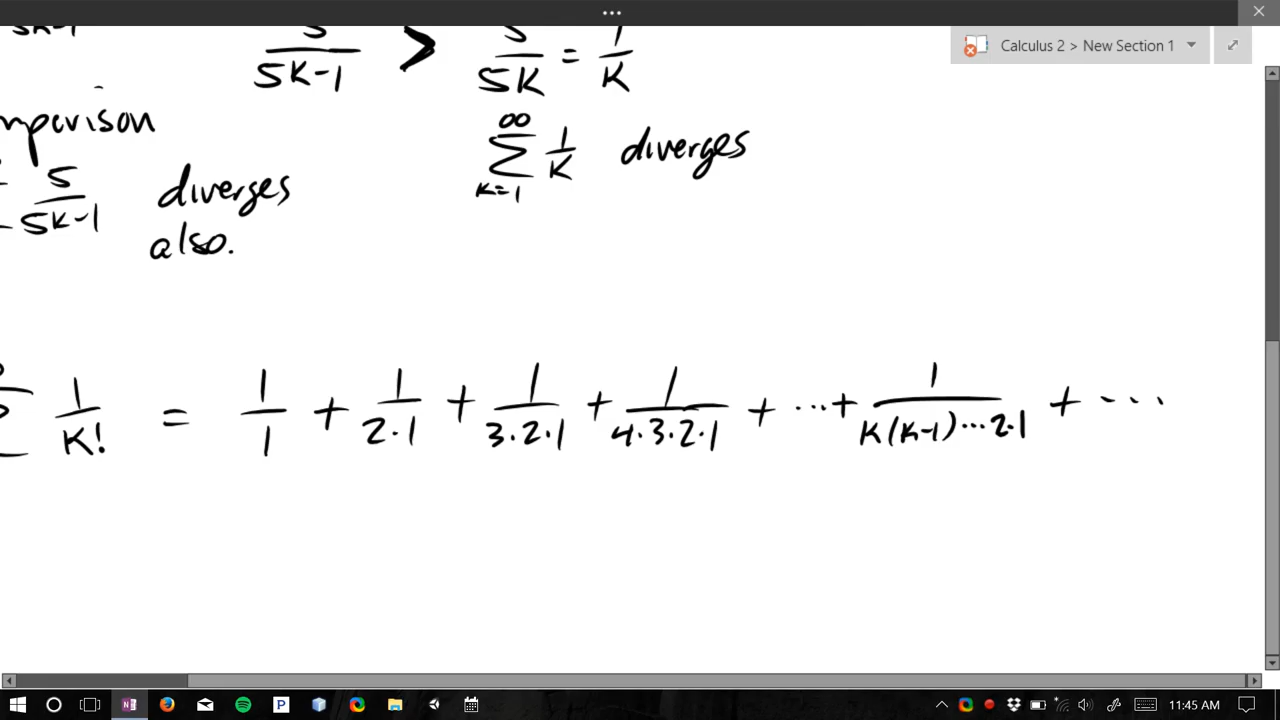 Calculus 2 > New Section 1
5/(5K-1) > 5/(5K) = 1/K
∞
∑ 1/K diverges
K=1
5/(5K-1) diverges
also.
1/K! = 1/1 + 1/(2·1) + 1/(3·2·1) + 1/(4·3·2·1) + ... + 1/(K(K-1)...2·1) + ...
11:45 AM